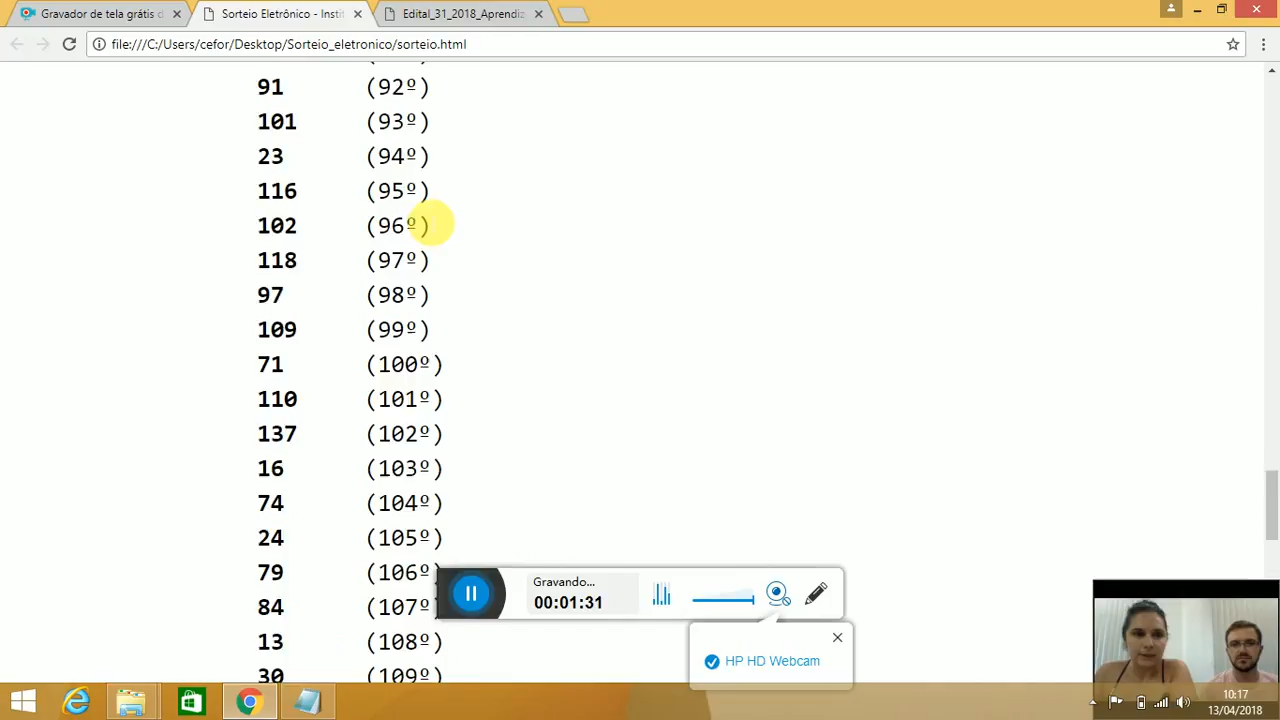 Gravador de tela grátis d
Sorteio Eletrônico - Instit
Edital_31_2018_Aprendiz
file:///C:/Users/cefor/Desktop/Sorteio_eletronico/sorteio.html
91 (92º)
101 (93º)
23 (94º)
116 (95º)
102 (96º)
118 (97º)
97 (98º)
109 (99º)
71 (100º)
110 (101º)
137 (102º)
16 (103º)
74 (104º)
24 (105º)
79 (106º)
84 (107º)
13 (108º)
30 (109º)
Gravando...
00:01:31
HP HD Webcam
10:17
13/04/2018